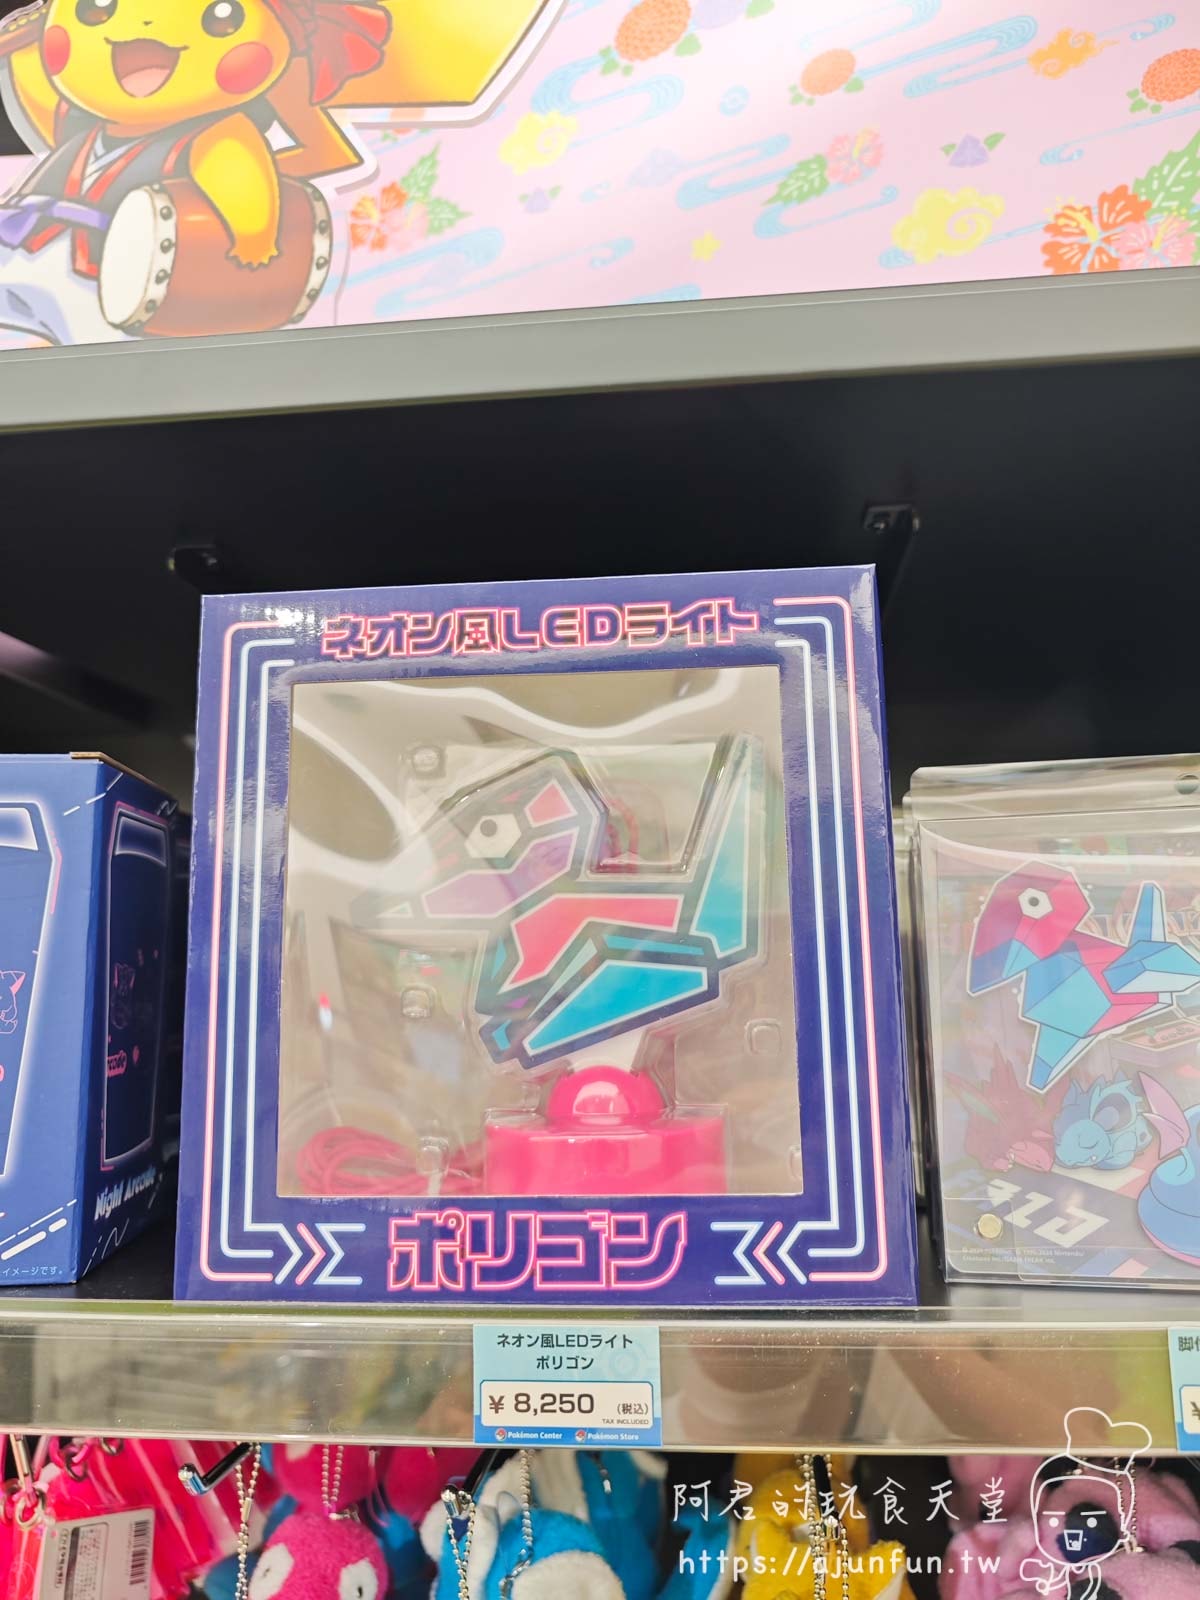 ネオン風LEDライト
ポリゴン
Night Arcade
イメージです。
ネオン風LEDライト
ポリゴン
¥ 8,250 (税込)
TAX INCLUDED
Pokémon Center Pokémon Store
阿君的玩食天堂
https://ajunfun.tw